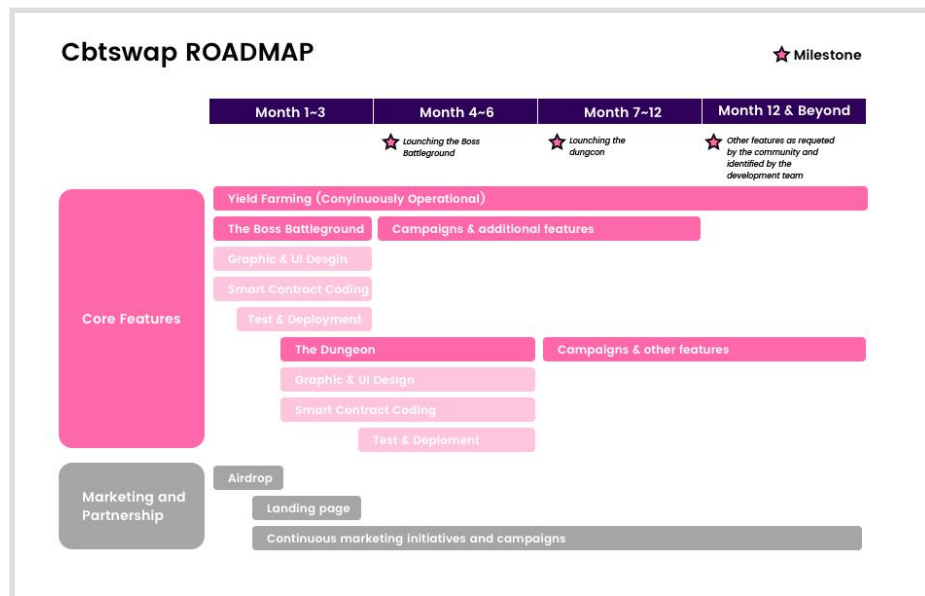 Cbtswap ROADMAP
Milestone
Month 1~3
Month 4~6
Month 7~12
Month 12 & Beyond
Lounching the Boss
Battleground
Lounching the
dungcon
Other features as requeted
by the community and
identified by the
development team
Core Features
Yield Farming (Conyinuously Operational)
The Boss Battleground
Campaigns & additional features
Graphic & UI Desgin
Smart Contract Coding
Test & Deployment
The Dungeon
Campaigns & other features
Graphic & UI Design
Smart Contract Coding
Test & Deploment
Marketing and
Partnership
Airdrop
Landing page
Continuous marketing initiatives and campaigns